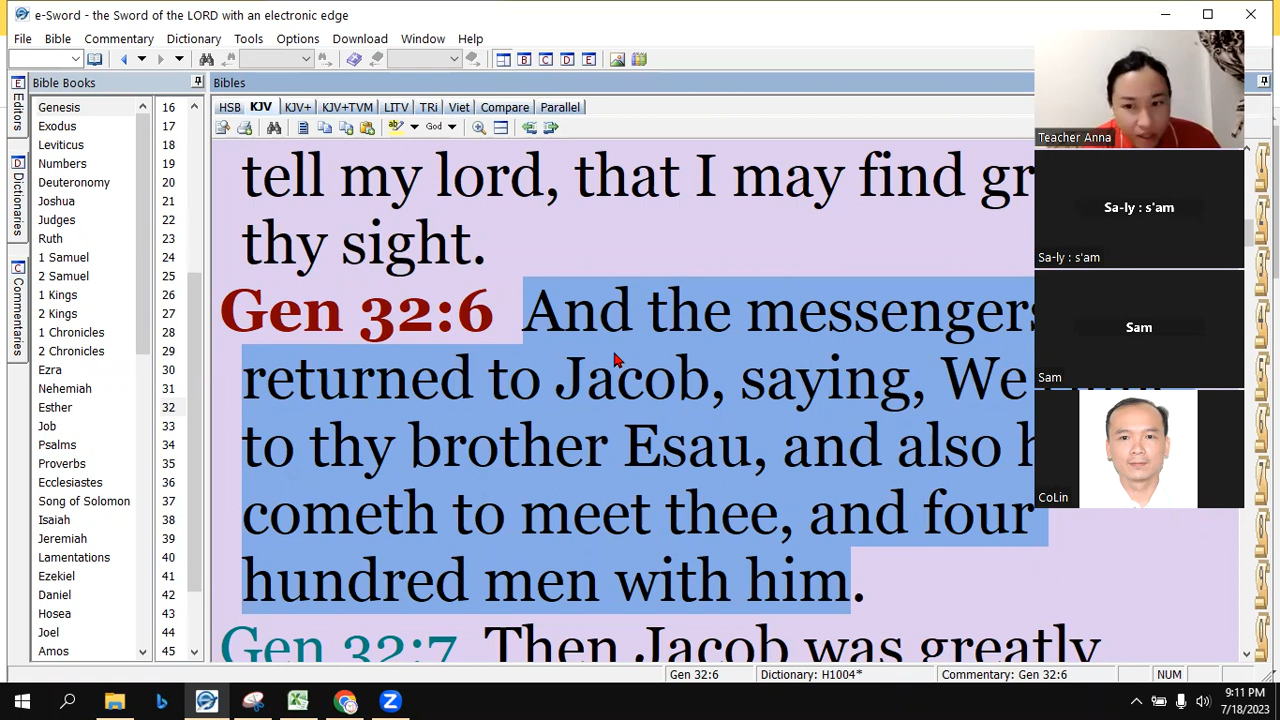 e-Sword - the Sword of the LORD with an electronic edge
File Bible Commentary Dictionary Tools Options Download Window Help
Bible Books
Bibles
Editors
Dictionaries
Commentaries
HSB KJV KJV+ KJV+TVM LITV TRi Viet Compare Parallel
God
Genesis 16
Exodus 17
Leviticus 18
Numbers 19
Deuteronomy 20
Joshua 21
Judges 22
Ruth 23
1 Samuel 24
2 Samuel 25
1 Kings 26
2 Kings 27
1 Chronicles 28
2 Chronicles 29
Ezra 30
Nehemiah 31
Esther 32
Job 33
Psalms 34
Proverbs 35
Ecclesiastes 36
Song of Solomon 37
Isaiah 38
Jeremiah 39
Lamentations 40
Ezekiel 41
Daniel 42
Hosea 43
Joel 44
Amos 45
tell my lord, that I may find gr
thy sight.
Gen 32:6 And the messengers
returned to Jacob, saying, We
to thy brother Esau, and also h
cometh to meet thee, and four
hundred men with him.
Gen 32:7 Then Jacob was greatly
Teacher Anna
Sa-ly : s'am
Sa-ly : s'am
Sam
Sam
CoLin
Gen 32:6 Dictionary: H1004* Commentary: Gen 32:6 NUM
9:11 PM
7/18/2023